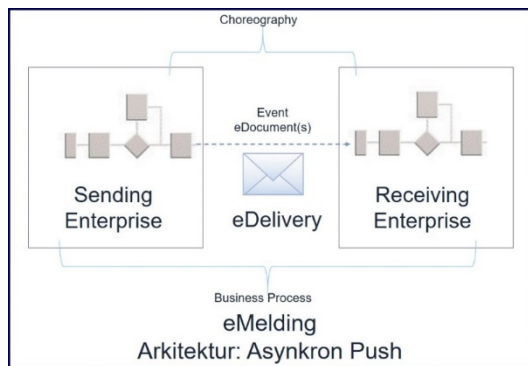 Choreography
Event
eDocument(s)
Sending
Enterprise
eDelivery
Receiving
Enterprise
Business Process
eMelding
Arkitektur: Asynkron Push